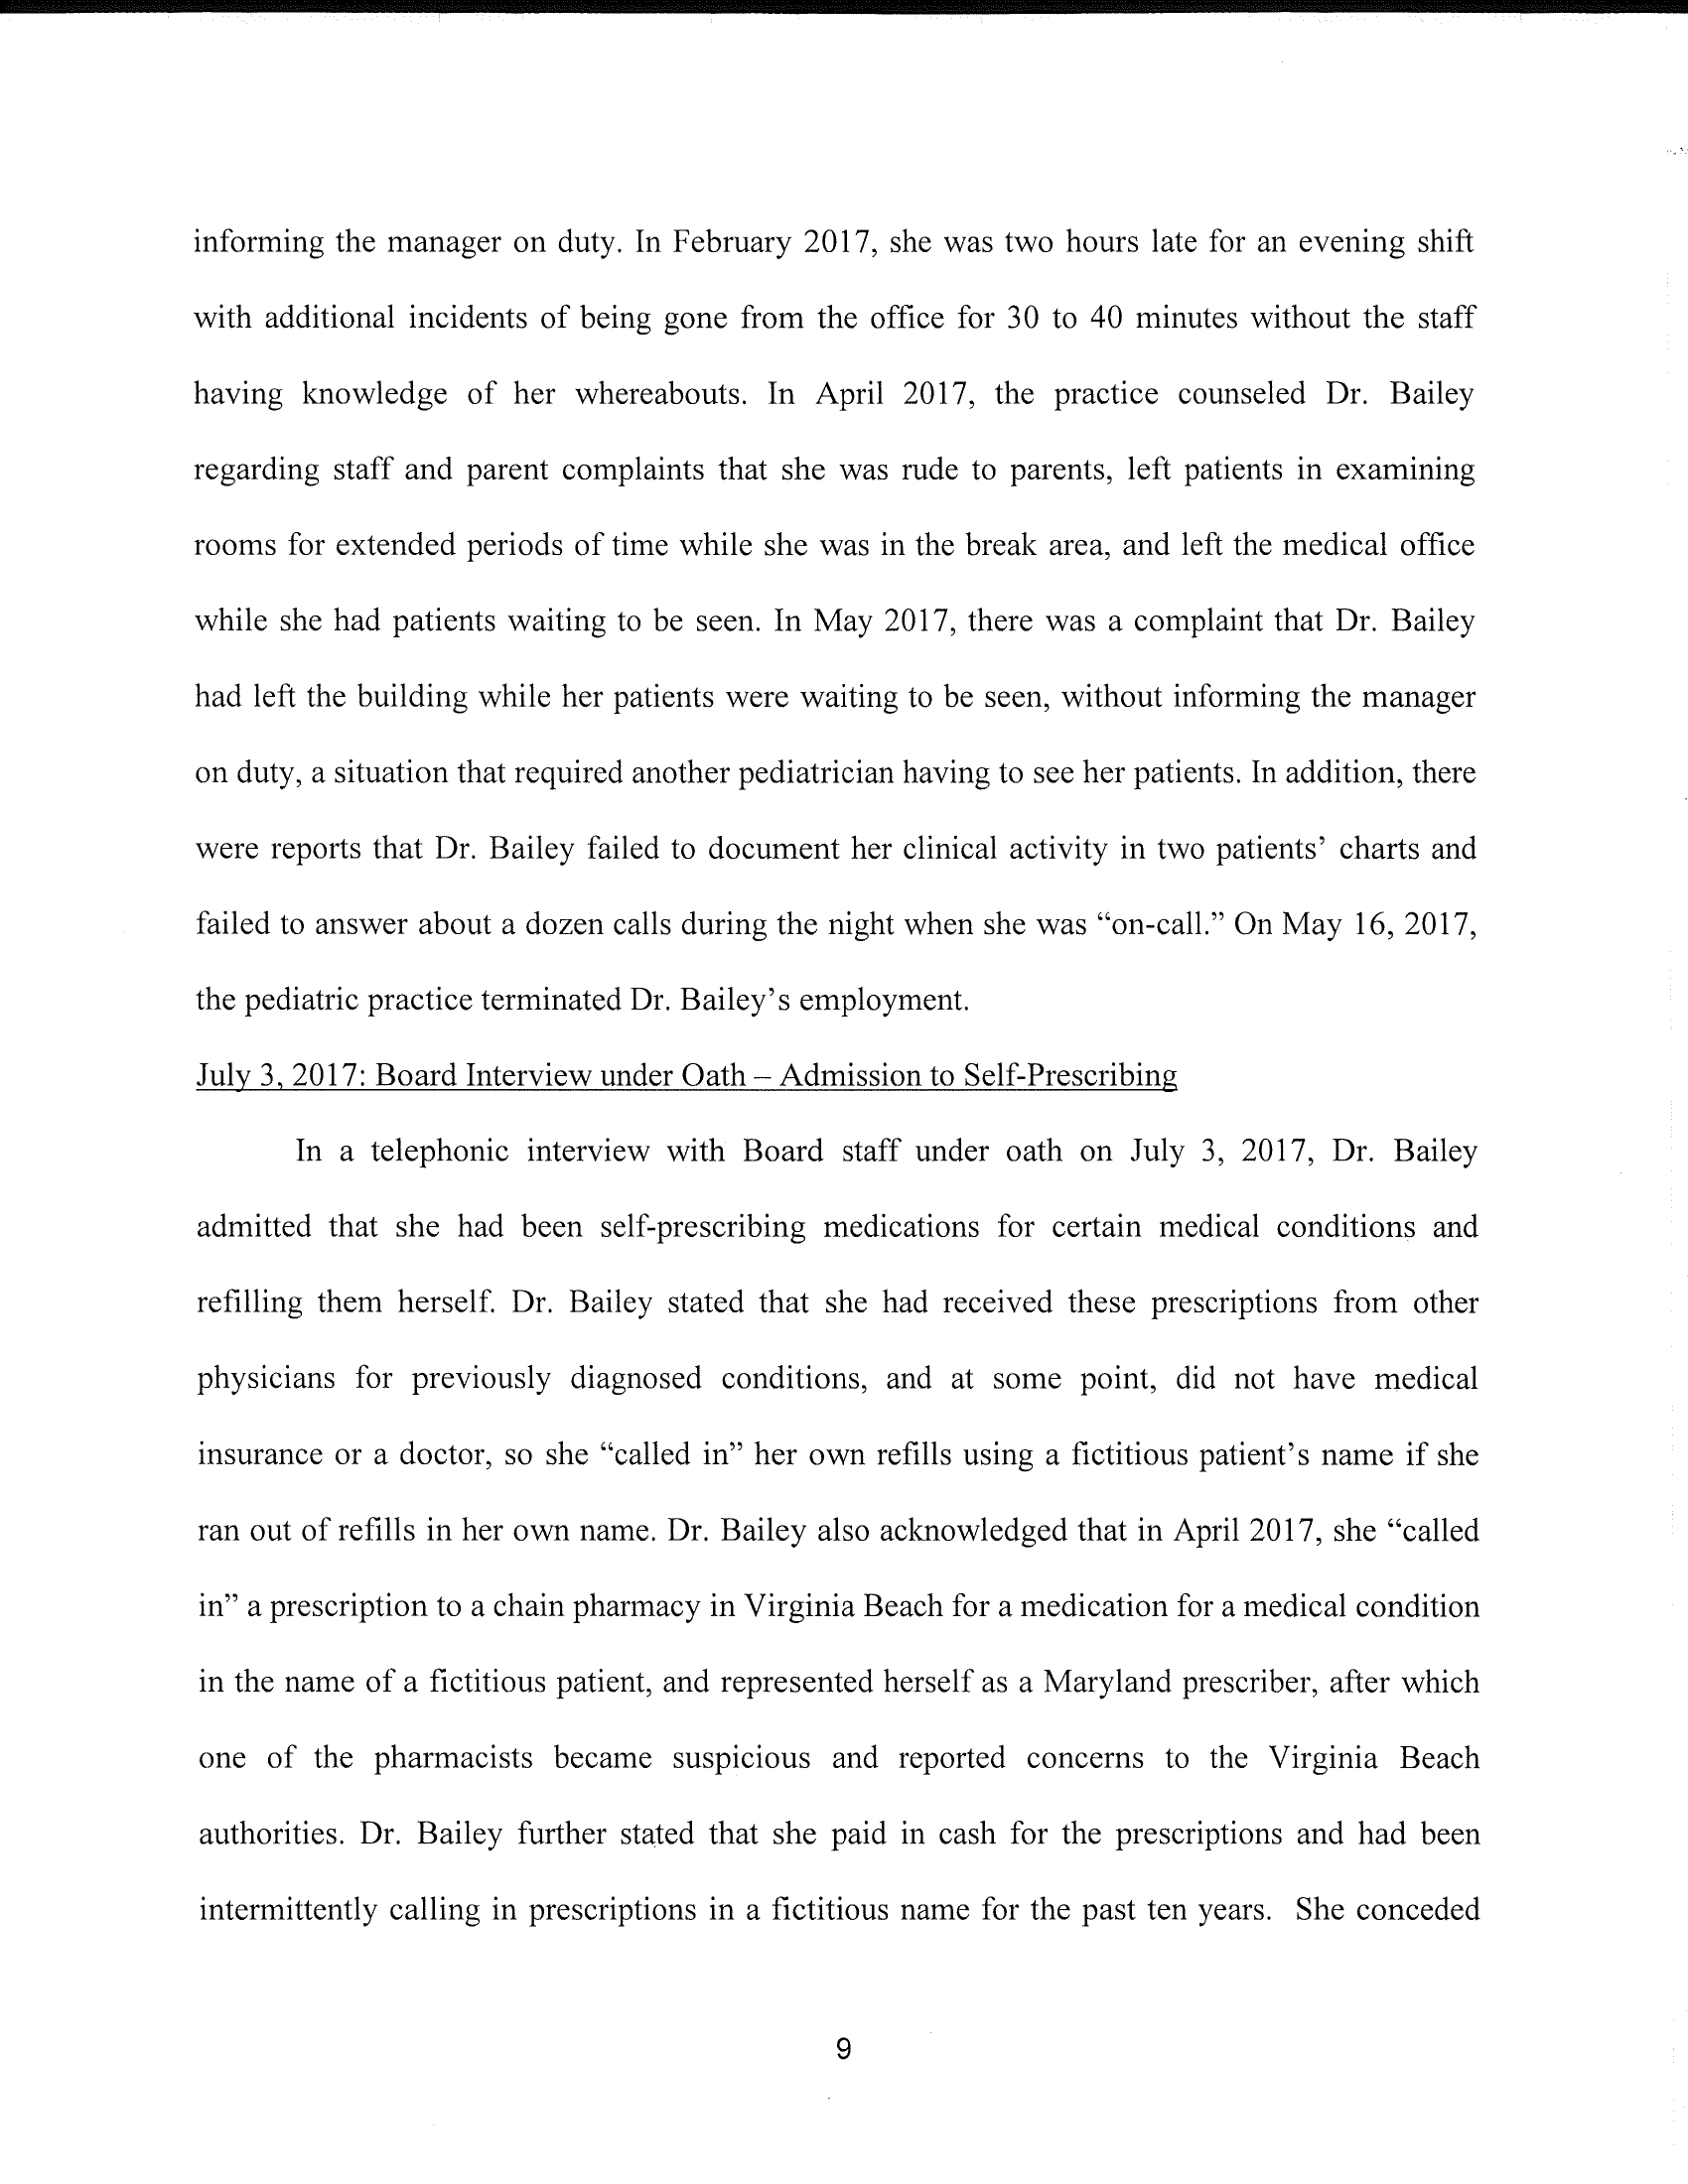 informing the manager on duty. In February 2017, she was two hours late for an evening shift
with additional incidents of being gone from the office for 30 to 40 minutes without the staff
having knowledge of her whereabouts. In April 2017, the practice counseled Dr. Bailey
regarding staff and parent complaints that she was rude to parents, left patients in examining
rooms for extended periods of time while she was in the break area, and left the medical office
while she had patients waiting to be seen. In May 2017, there was a complaint that Dr. Bailey
had left the building while her patients were waiting to be seen, without informing the manager
on duty, a situation that required another pediatrician having to see her patients. In addition, there
were reports that Dr. Bailey failed to document her clinical activity in two patients’ charts and
failed to answer about a dozen calls during the night when she was “on-call.” On May 16, 2017,
the pediatric practice terminated Dr. Bailey’s employment.
July 3, 2017: Board Interview under Oath – Admission to Self-Prescribing
In a telephonic interview with Board staff under oath on July 3, 2017, Dr. Bailey
admitted that she had been self-prescribing medications for certain medical conditions and
refilling them herself. Dr. Bailey stated that she had received these prescriptions from other
physicians for previously diagnosed conditions, and at some point, did not have medical
insurance or a doctor, so she “called in” her own refills using a fictitious patient’s name if she
ran out of refills in her own name. Dr. Bailey also acknowledged that in April 2017, she “called
in” a prescription to a chain pharmacy in Virginia Beach for a medication for a medical condition
in the name of a fictitious patient, and represented herself as a Maryland prescriber, after which
one of the pharmacists became suspicious and reported concerns to the Virginia Beach
authorities. Dr. Bailey further stated that she paid in cash for the prescriptions and had been
intermittently calling in prescriptions in a fictitious name for the past ten years. She conceded
9